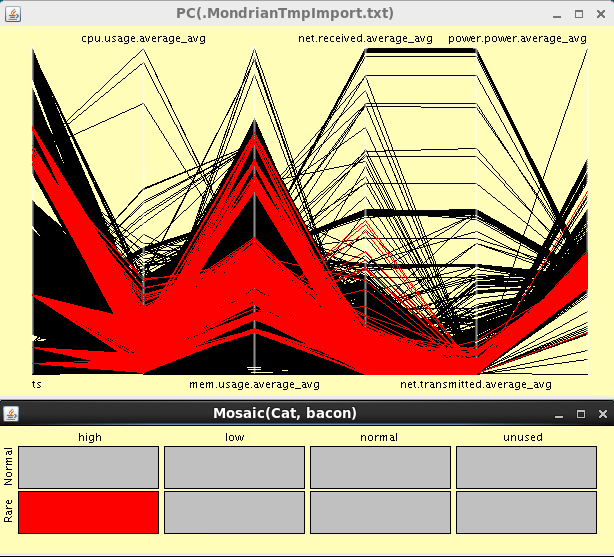 PC(.MondrianTmpImport.txt)
cpu.usage.average_avg net.received.average_avg power.power.average_avg
ts mem.usage.average_avg net.transmitted.average_avg
Mosaic(Cat, bacon)
high low normal unused
Normal
Rare